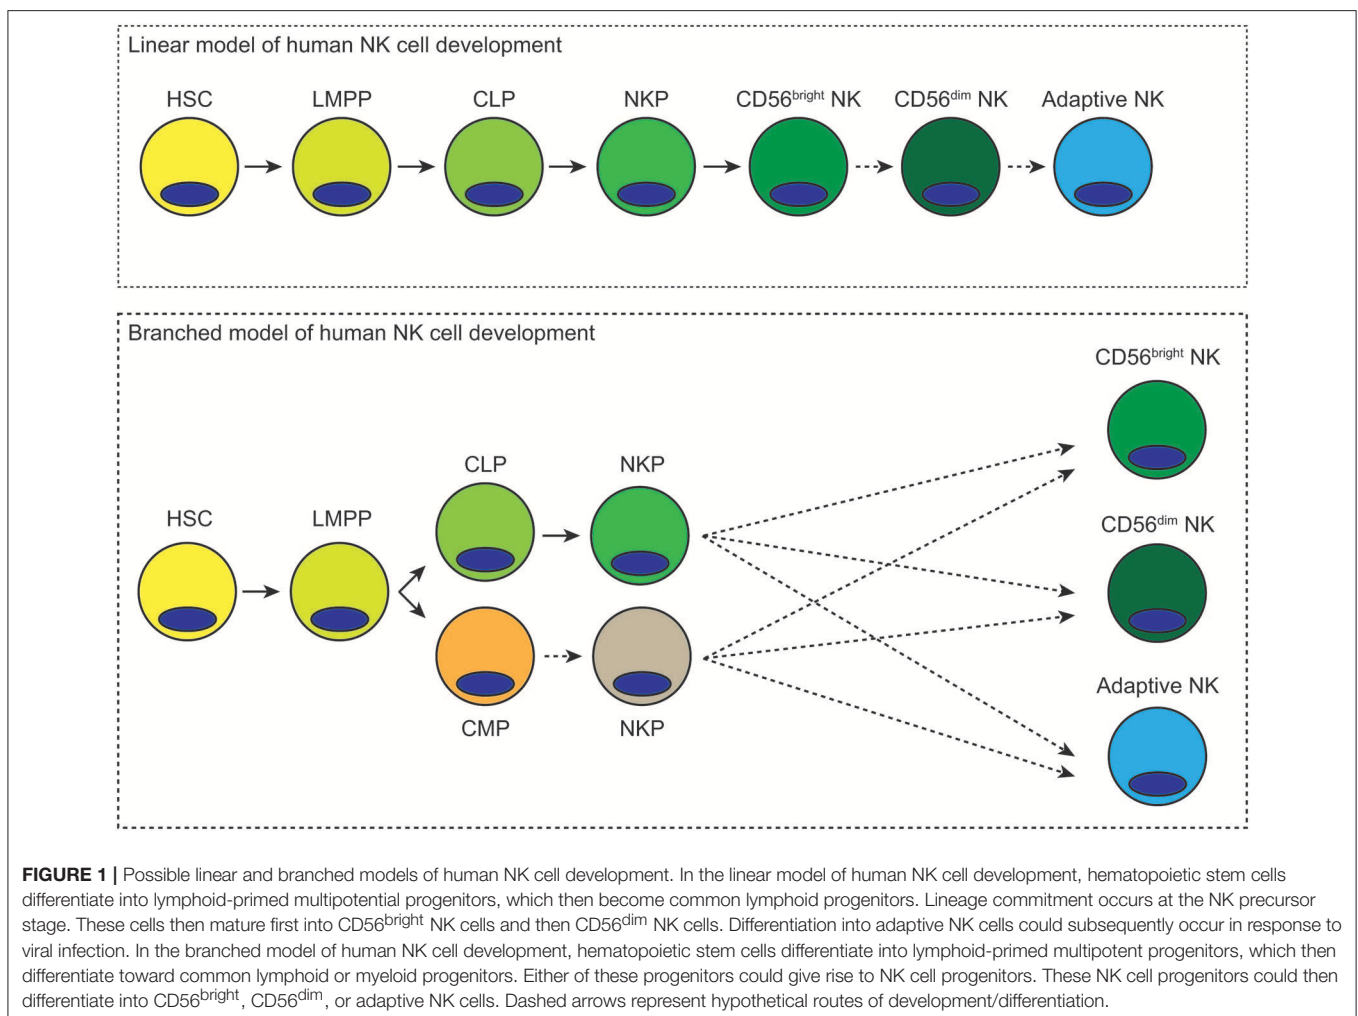 Linear model of human NK cell development
HSC LMPP CLP NKP CD56bright NK CD56dim NK Adaptive NK
Branched model of human NK cell development
CD56bright NK
CLP NKP
HSC LMPP
CD56dim NK
Adaptive NK
CMP NKP
FIGURE 1 | Possible linear and branched models of human NK cell development. In the linear model of human NK cell development, hematopoietic stem cells
differentiate into lymphoid-primed multipotential progenitors, which then become common lymphoid progenitors. Lineage commitment occurs at the NK precursor
stage. These cells then mature first into CD56bright NK cells and then CD56dim NK cells. Differentiation into adaptive NK cells could subsequently occur in response to
viral infection. In the branched model of human NK cell development, hematopoietic stem cells differentiate into lymphoid-primed multipotent progenitors, which then
differentiate toward common lymphoid or myeloid progenitors. Either of these progenitors could give rise to NK cell progenitors. These NK cell progenitors could then
differentiate into CD56bright, CD56dim, or adaptive NK cells. Dashed arrows represent hypothetical routes of development/differentiation.